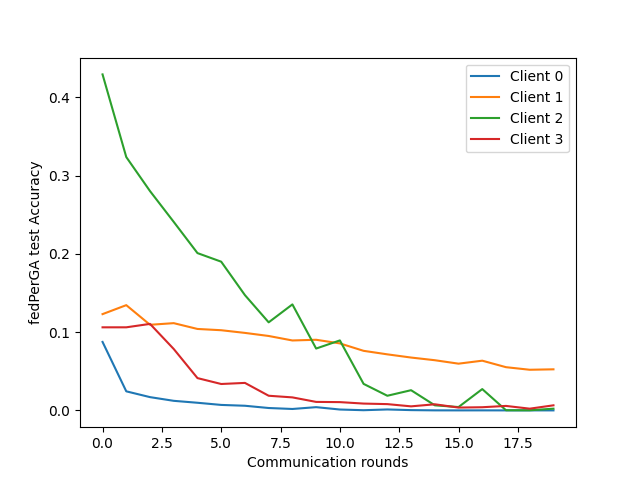 Client 0
Client 1
Client 2
Client 3
fedPerGA test Accuracy
0.4
0.3
0.2
0.1
0.0
0.0 2.5 5.0 7.5 10.0 12.5 15.0 17.5
Communication rounds